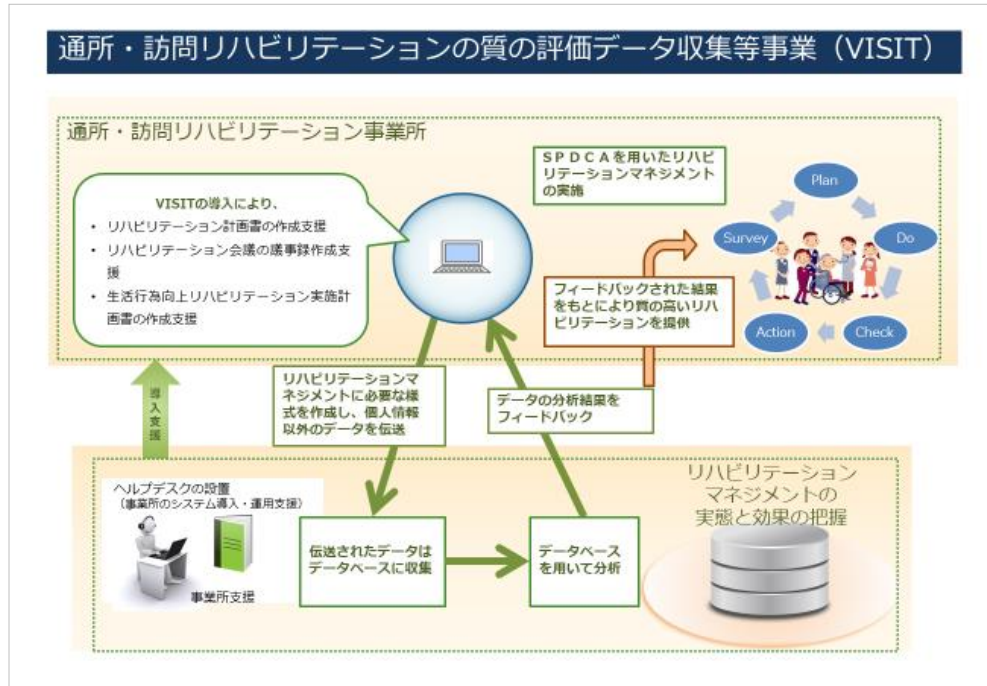 通所・訪問リハビリテーションの質の評価データ収集等事業（VISIT）
通所・訪問リハビリテーション事業所
VISITの導入により、
• リハビリテーション計画書の作成支援
• リハビリテーション会議の議事録作成支
援
• 生活行為向上リハビリテーション実施計
画書の作成支援
ＳＰＤＣＡを用いたリハビ
リテーションマネジメント
の実施
Plan
Do
Check
Action
Survey
フィードバックされた結果
をもとにより質の高いリハ
ビリテーションを提供
導
入
支
援
リハビリテーションマ
ネジメントに必要な様
式を作成し、個人情報
以外のデータを伝送
データの分析結果を
フィードバック
ヘルプデスクの設置
（事業所のシステム導入・運用支援）
事業所支援
伝送されたデータは
データベースに収集
データベース
を用いて分析
リハビリテーション
マネジメントの
実態と効果の把握